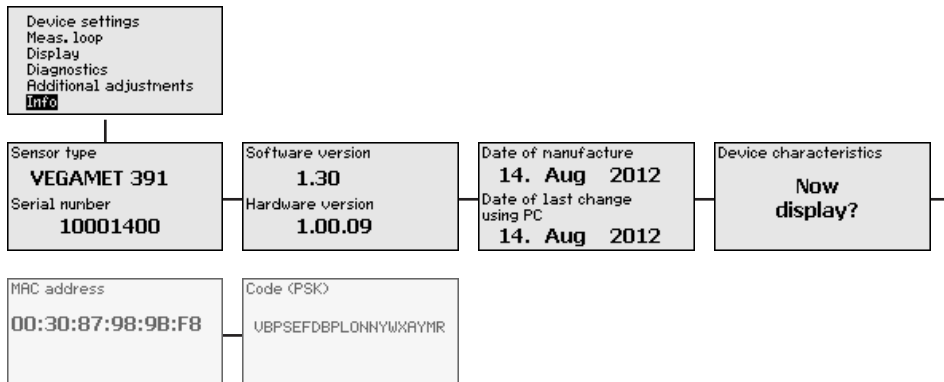 Device settings
Meas. loop
Display
Diagnostics
Additional adjustments
Info
Sensor type
VEGAMET 391
Serial number
10001400
Software version
1.30
Hardware version
1.00.09
Date of manufacture
14. Aug 2012
Date of last change
using PC
14. Aug 2012
Device characteristics
Now
display?
MAC address
00:30:87:98:9B:F8
Code (PSK)
VBPSEFDBPLONNYWXAYMR